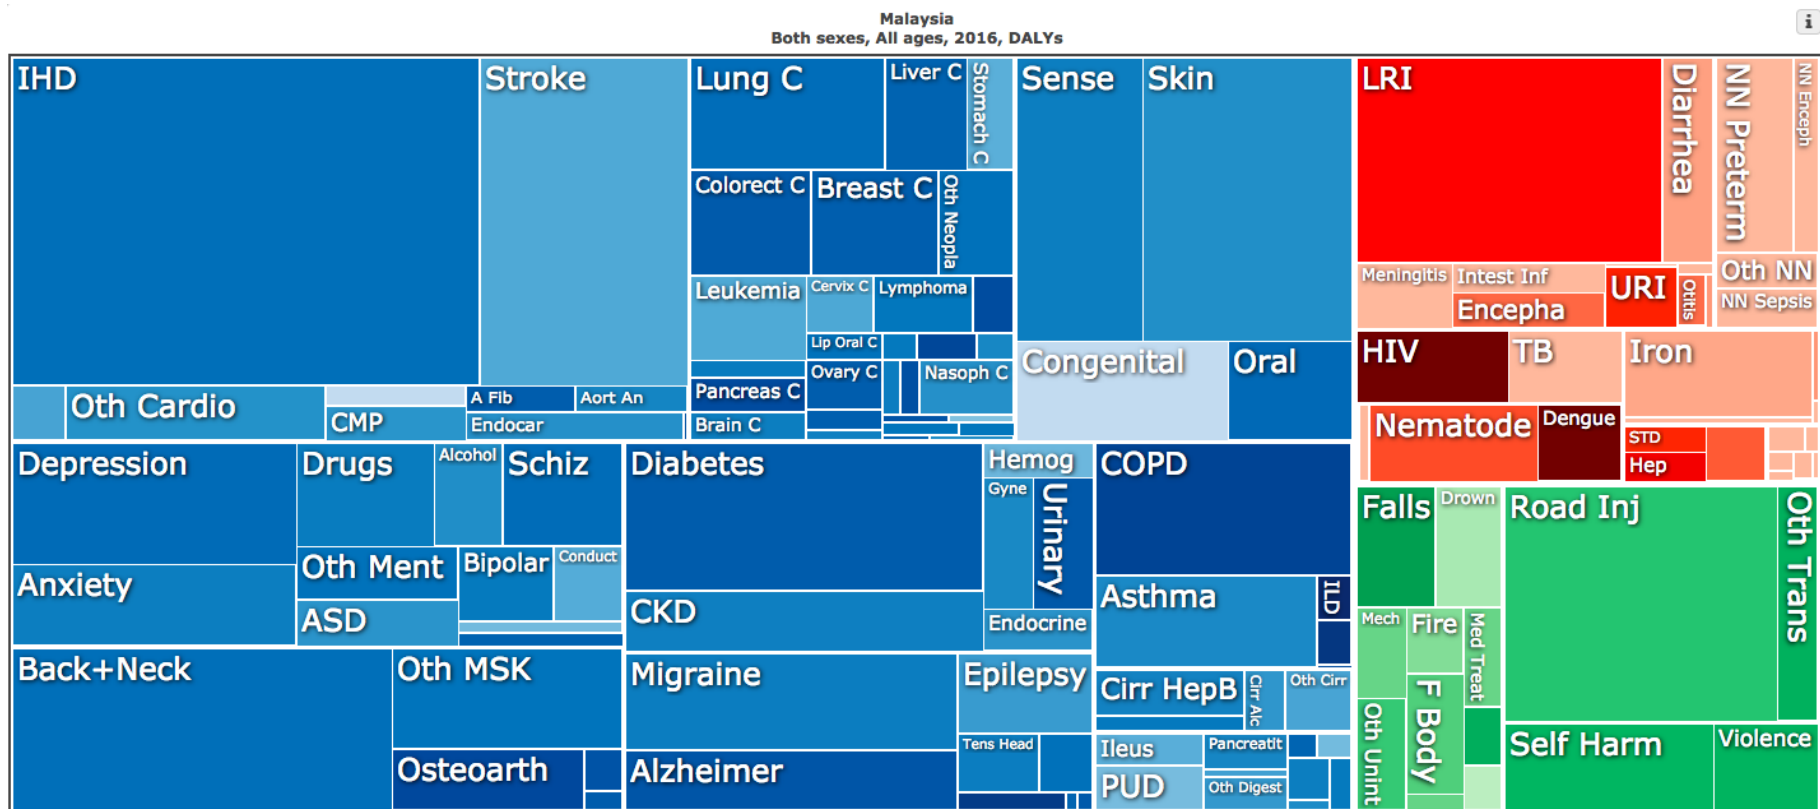 Malaysia
Both sexes, All ages, 2016, DALYs
i
IHD
Stroke
Oth Cardio
CMP
A Fib
Aort An
Endocar
Lung C
Liver C
Stomach C
Colorect C
Breast C
Oth Neopla
Leukemia
Cervix C
Lymphoma
Lip Oral C
Pancreas C
Ovary C
Nasoph C
Brain C
Sense
Skin
Congenital
Oral
LRI
Diarrhea
NN Preterm
NN Enceph
Meningitis
Intest Inf
Encepha
URI
Otitis
Oth NN
NN Sepsis
HIV
TB
Iron
Nematode
Dengue
STD
Hep
Depression
Drugs
Alcohol
Schiz
Anxiety
Oth Ment
Bipolar
Conduct
ASD
Back+Neck
Oth MSK
Osteoarth
Diabetes
Hemog
Gyne
Urinary
CKD
Endocrine
Migraine
Epilepsy
Alzheimer
Tens Head
COPD
Asthma
ILD
Cirr HepB
Cirr Alc
Oth Cirr
Ileus
Pancreatit
PUD
Oth Digest
Falls
Drown
Road Inj
Oth Trans
Mech
Fire
Med Treat
Oth Unint
F Body
Self Harm
Violence